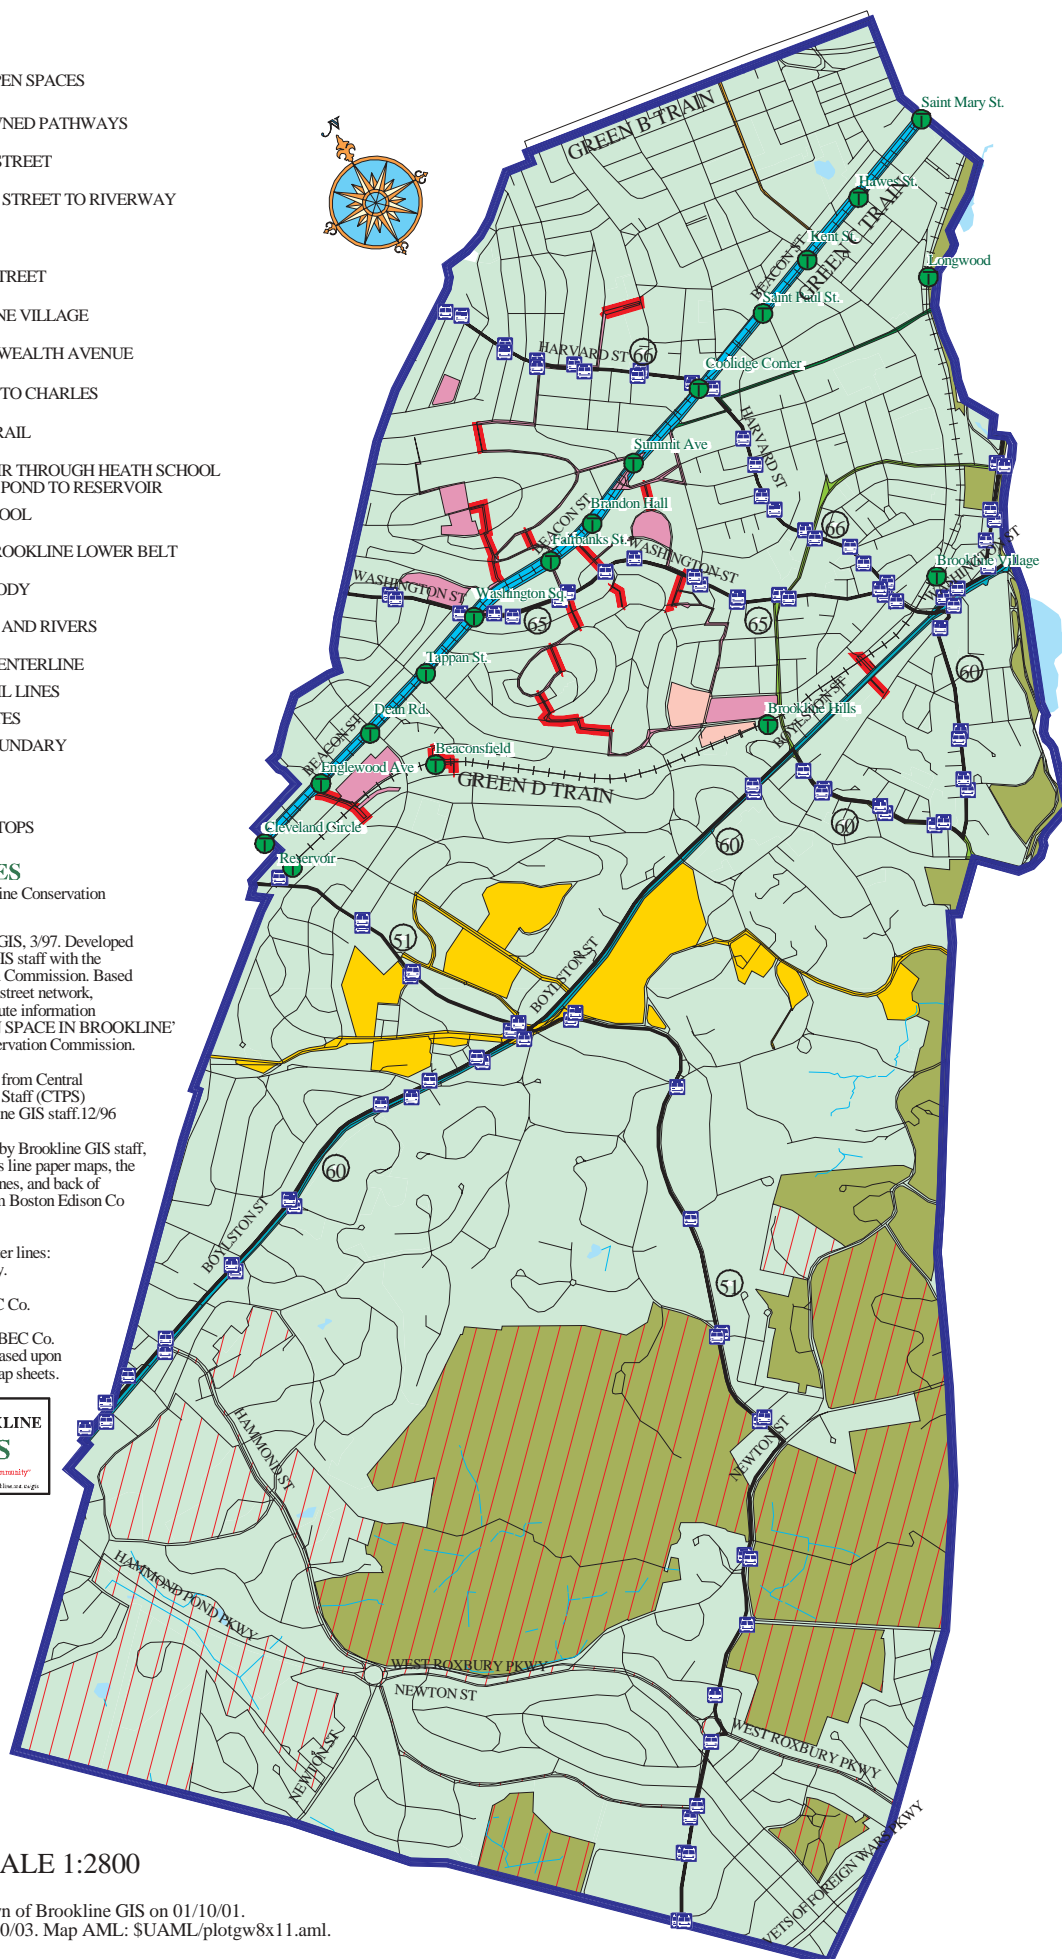 PEN SPACES
NED PATHWAYS
STREET
STREET TO RIVERWAY
TREET
NE VILLAGE
WEALTH AVENUE
TO CHARLES
RAIL
IR THROUGH HEATH SCHOOL
POND TO RESERVOIR
OOL
ROOKLINE LOWER BELT
ODY
AND RIVERS
ENTERLINE
IL LINES
TES
UNDARY
TOPS
ES
ine Conservation
GIS, 3/97. Developed
IS staff with the
Commission. Based
street network,
ute information
N SPACE IN BROOKLINE’
servation Commission.
from Central
Staff (CTPS)
ne GIS staff.12/96
by Brookline GIS staff,
s line paper maps, the
nes, and back of
m Boston Edison Co
er lines:
y.
C Co.
BEC Co.
ased upon
ap sheets.
KLINE
S
ALE 1:2800
n of Brookline GIS on 01/10/01.
0/03. Map AML: $UAML/plotgw8x11.aml.
N
GREEN B TRAIN
Saint Mary St.
Hawes St.
Kent St.
GREEN C TRAIN
BEACON ST
Longwood
Saint Paul St.
HARVARD ST
66
Coolidge Corner
HARVARD ST
Summit Ave
BEACON ST
Brandon Hall
66
Fairbanks St.
WASHINGTON ST
WASHINGTON ST
Brookline Village
WASHINGTON ST
Washington Sq.
65
65
Tappan St.
60
Dean Rd.
Brookline Hills
BOYLSTON ST
BEACON ST
Beaconsfield
Englewood Ave
GREEN D TRAIN
Cleveland Circle
60
60
Reservoir
51
BOYLSTON ST
60
BOYLSTON ST
51
HAMMOND ST
NEWTON ST
HAMMOND POND PKWY
WEST ROXBURY PKWY
NEWTON ST
NEWTON ST
WEST ROXBURY PKWY
VETS OF FOREIGN WARS PKWY